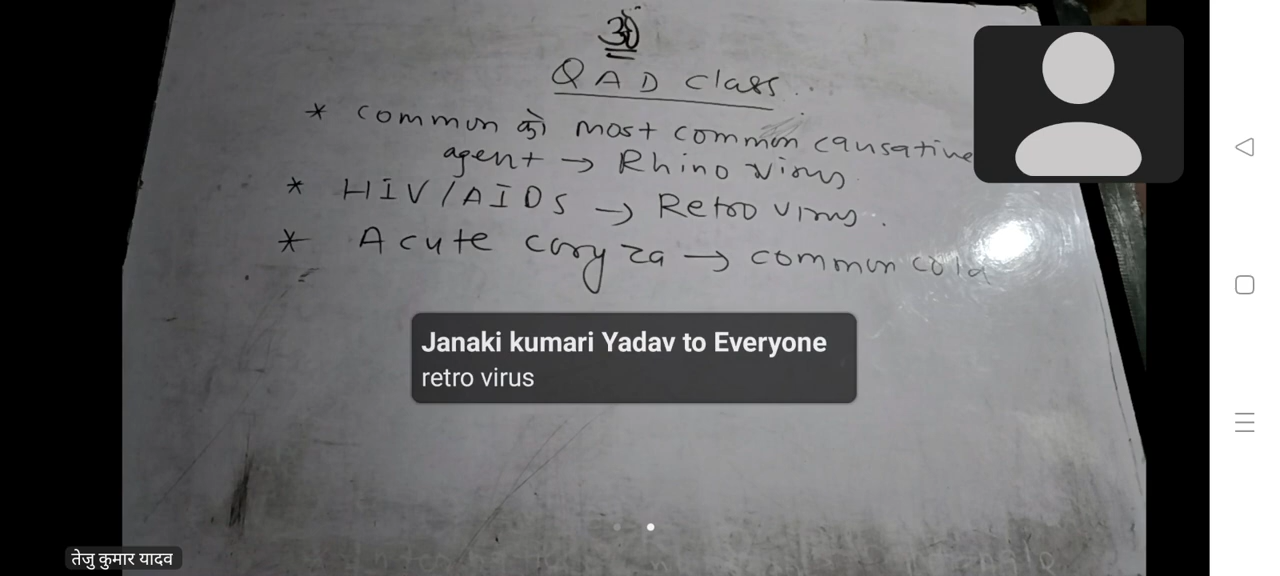 ॐ
QAD class
* common को most common causative
agent → Rhino virus
* HIV/AIDS → Retro virus.
* Acute coryza → common cold
Janaki kumari Yadav to Everyone
retro virus
तेजु कुमार यादव